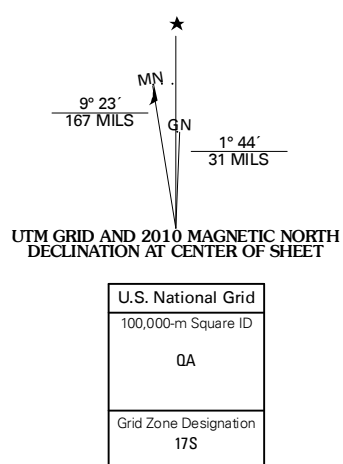 ★
MN
9° 23´
167 MILS
GN
1° 44´
31 MILS
UTM GRID AND 2010 MAGNETIC NORTH
DECLINATION AT CENTER OF SHEET
U.S. National Grid
100,000-m Square ID
QA
Grid Zone Designation
17S